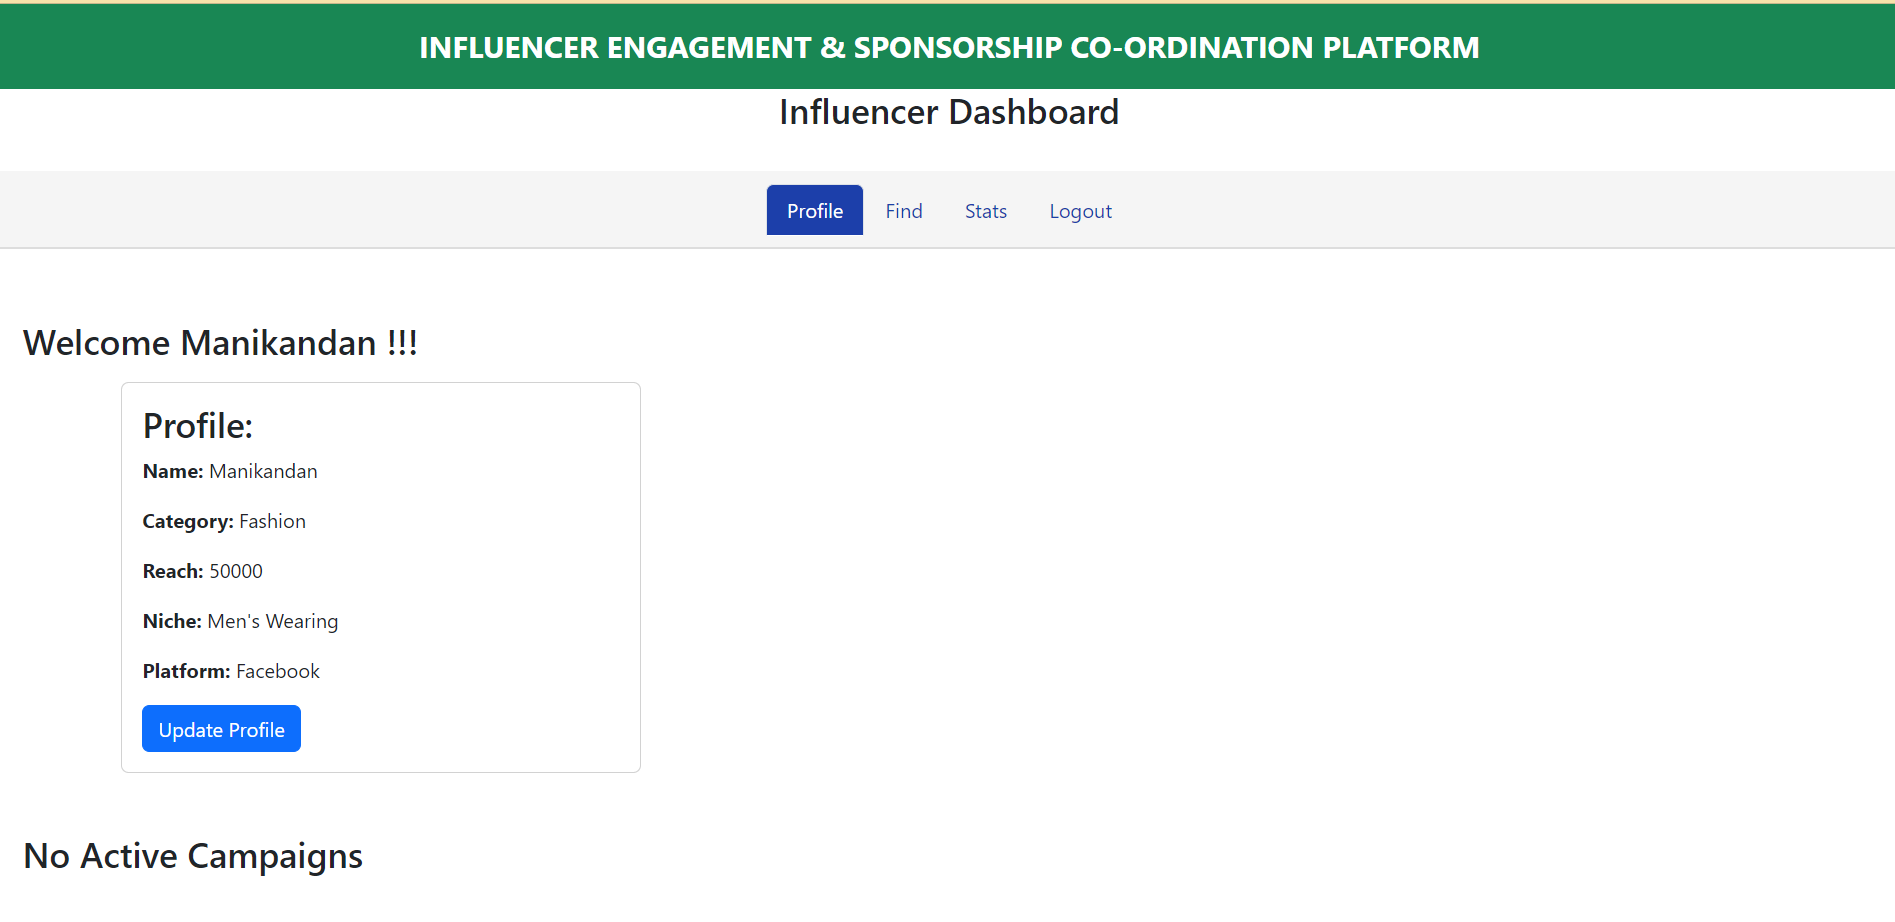 INFLUENCER ENGAGEMENT & SPONSORSHIP CO-ORDINATION PLATFORM
Influencer Dashboard
Profile Find Stats Logout
Welcome Manikandan !!!
Profile:
Name: Manikandan
Category: Fashion
Reach: 50000
Niche: Men's Wearing
Platform: Facebook
Update Profile
No Active Campaigns